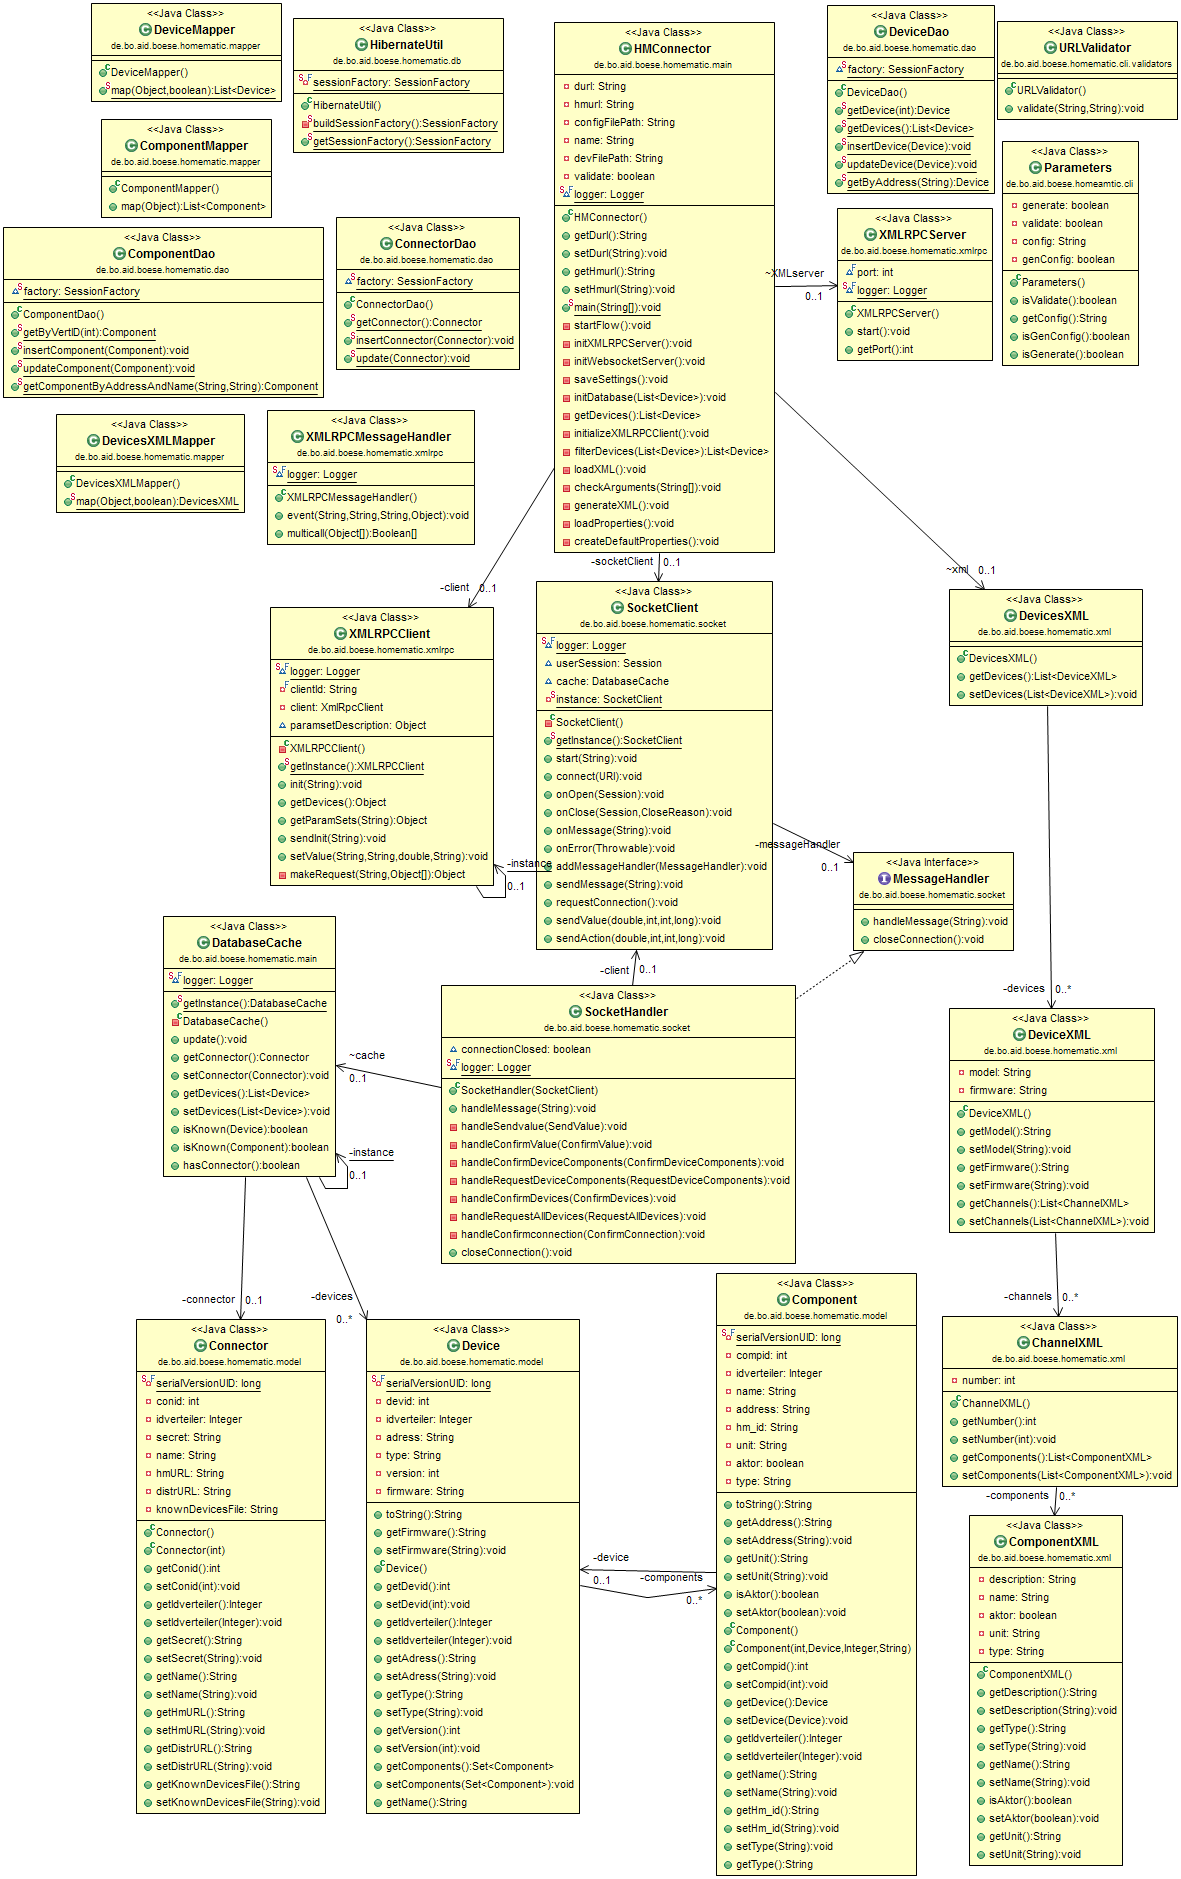 <<Java Class>>
DeviceMapper
de.bo.aid.boese.homematic.mapper
DeviceMapper()
map(Object,boolean):List<Device>
<<Java Class>>
HibernateUtil
de.bo.aid.boese.homematic.db
sessionFactory: SessionFactory
HibernateUtil()
buildSessionFactory():SessionFactory
getSessionFactory():SessionFactory
<<Java Class>>
HMConnector
de.bo.aid.boese.homematic.main
durl: String
hmurl: String
configFilePath: String
name: String
devFilePath: String
validate: boolean
logger: Logger
HMConnector()
getDurl():String
setDurl(String):void
getHmurl():String
setHmurl(String):void
main(String[]):void
startFlow():void
initXMLRPCServer():void
initWebsocketServer():void
saveSettings():void
initDatabase(List<Device>):void
getDevices():List<Device>
initializeXMLRPCClient():void
filterDevices(List<Device>):List<Device>
loadXML():void
checkArguments(String[]):void
generateXML():void
loadProperties():void
createDefaultProperties():void
<<Java Class>>
DeviceDao
de.bo.aid.boese.homematic.dao
factory: SessionFactory
DeviceDao()
getDevice(int):Device
getDevices():List<Device>
insertDevice(Device):void
updateDevice(Device):void
getByAddress(String):Device
<<Java Class>>
URLValidator
de.bo.aid.boese.homematic.cli.validators
URLValidator()
validate(String,String):void
<<Java Class>>
ComponentMapper
de.bo.aid.boese.homematic.mapper
ComponentMapper()
map(Object):List<Component>
<<Java Class>>
Parameters
de.bo.aid.boese.homeamtic.cli
generate: boolean
validate: boolean
config: String
genConfig: boolean
Parameters()
isValidate():boolean
getConfig():String
isGenConfig():boolean
isGenerate():boolean
<<Java Class>>
XMLRPCServer
de.bo.aid.boese.homematic.xmlrpc
port: int
logger: Logger
XMLRPCServer()
start():void
getPort():int
~XMLserver
0..1
<<Java Class>>
ComponentDao
de.bo.aid.boese.homematic.dao
factory: SessionFactory
ComponentDao()
getByVertID(int):Component
insertComponent(Component):void
updateComponent(Component):void
getComponentByAddressAndName(String,String):Component
<<Java Class>>
ConnectorDao
de.bo.aid.boese.homematic.dao
factory: SessionFactory
ConnectorDao()
getConnector():Connector
insertConnector(Connector):void
update(Connector):void
<<Java Class>>
DevicesXMLMapper
de.bo.aid.boese.homematic.mapper
DevicesXMLMapper()
map(Object,boolean):DevicesXML
<<Java Class>>
XMLRPCMessageHandler
de.bo.aid.boese.homematic.xmlrpc
logger: Logger
XMLRPCMessageHandler()
event(String,String,String,Object):void
multicall(Object[]):Boolean[]
-client
0..1
-socketClient
0..1
~xml
0..1
<<Java Class>>
XMLRPCClient
de.bo.aid.boese.homematic.xmlrpc
logger: Logger
clientId: String
client: XmlRpcClient
paramsetDescription: Object
XMLRPCClient()
getInstance():XMLRPCClient
init(String):void
getDevices():Object
getParamSets(String):Object
sendInit(String):void
setValue(String,String,double,String):void
makeRequest(String,Object[]):Object
-instance
0..1
<<Java Class>>
SocketClient
de.bo.aid.boese.homematic.socket
logger: Logger
userSession: Session
cache: DatabaseCache
instance: SocketClient
SocketClient()
getInstance():SocketClient
start(String):void
connect(URI):void
onOpen(Session):void
onClose(Session,CloseReason):void
onMessage(String):void
onError(Throwable):void
addMessageHandler(MessageHandler):void
sendMessage(String):void
requestConnection():void
sendValue(double,int,int,long):void
sendAction(double,int,int,long):void
<<Java Class>>
DevicesXML
de.bo.aid.boese.homematic.xml
DevicesXML()
getDevices():List<DeviceXML>
setDevices(List<DeviceXML>):void
-messageHandler
0..1
<<Java Interface>>
MessageHandler
de.bo.aid.boese.homematic.socket
handleMessage(String):void
closeConnection():void
<<Java Class>>
DatabaseCache
de.bo.aid.boese.homematic.main
logger: Logger
getInstance():DatabaseCache
DatabaseCache()
update():void
getConnector():Connector
setConnector(Connector):void
getDevices():List<Device>
setDevices(List<Device>):void
isKnown(Device):boolean
isKnown(Component):boolean
hasConnector():boolean
-instance
0..1
~cache
0..1
-client
0..1
<<Java Class>>
SocketHandler
de.bo.aid.boese.homematic.socket
connectionClosed: boolean
logger: Logger
SocketHandler(SocketClient)
handleMessage(String):void
handleSendvalue(SendValue):void
handleConfirmValue(ConfirmValue):void
handleConfirmDeviceComponents(ConfirmDeviceComponents):void
handleRequestDeviceComponents(RequestDeviceComponents):void
handleConfirmDevices(ConfirmDevices):void
handleRequestAllDevices(RequestAllDevices):void
handleConfirmconnection(ConfirmConnection):void
closeConnection():void
-devices
0..*
<<Java Class>>
DeviceXML
de.bo.aid.boese.homematic.xml
model: String
firmware: String
DeviceXML()
getModel():String
setModel(String):void
getFirmware():String
setFirmware(String):void
getChannels():List<ChannelXML>
setChannels(List<ChannelXML>):void
-connector
0..1
-devices
0..*
<<Java Class>>
Connector
de.bo.aid.boese.homematic.model
serialVersionUID: long
conid: int
idverteiler: Integer
secret: String
name: String
hmURL: String
distrURL: String
knownDevicesFile: String
Connector()
Connector(int)
getConid():int
setConid(int):void
getIdverteiler():Integer
setIdverteiler(Integer):void
getSecret():String
setSecret(String):void
getName():String
setName(String):void
getHmURL():String
setHmURL(String):void
getDistrURL():String
setDistrURL(String):void
getKnownDevicesFile():String
setKnownDevicesFile(String):void
<<Java Class>>
Device
de.bo.aid.boese.homematic.model
serialVersionUID: long
devid: int
idverteiler: Integer
adress: String
type: String
version: int
firmware: String
toString():String
getFirmware():String
setFirmware(String):void
Device()
getDevid():int
setDevid(int):void
getIdverteiler():Integer
setIdverteiler(Integer):void
getAdress():String
setAdress(String):void
getType():String
setType(String):void
getVersion():int
setVersion(int):void
getComponents():Set<Component>
setComponents(Set<Component>):void
getName():String
-device
0..1
-components
0..*
<<Java Class>>
Component
de.bo.aid.boese.homematic.model
serialVersionUID: long
compid: int
idverteiler: Integer
name: String
address: String
hm_id: String
unit: String
aktor: boolean
type: String
toString():String
getAddress():String
setAddress(String):void
getUnit():String
setUnit(String):void
isAktor():boolean
setAktor(boolean):void
Component()
Component(int,Device,Integer,String)
getCompid():int
setCompid(int):void
getDevice():Device
setDevice(Device):void
getIdverteiler():Integer
setIdverteiler(Integer):void
getName():String
setName(String):void
getHm_id():String
setHm_id(String):void
setType(String):void
getType():String
-channels
0..*
<<Java Class>>
ChannelXML
de.bo.aid.boese.homematic.xml
number: int
ChannelXML()
getNumber():int
setNumber(int):void
getComponents():List<ComponentXML>
setComponents(List<ComponentXML>):void
-components
0..*
<<Java Class>>
ComponentXML
de.bo.aid.boese.homematic.xml
description: String
name: String
aktor: boolean
unit: String
type: String
ComponentXML()
getDescription():String
setDescription(String):void
getType():String
setType(String):void
getName():String
setName(String):void
isAktor():boolean
setAktor(boolean):void
getUnit():String
setUnit(String):void